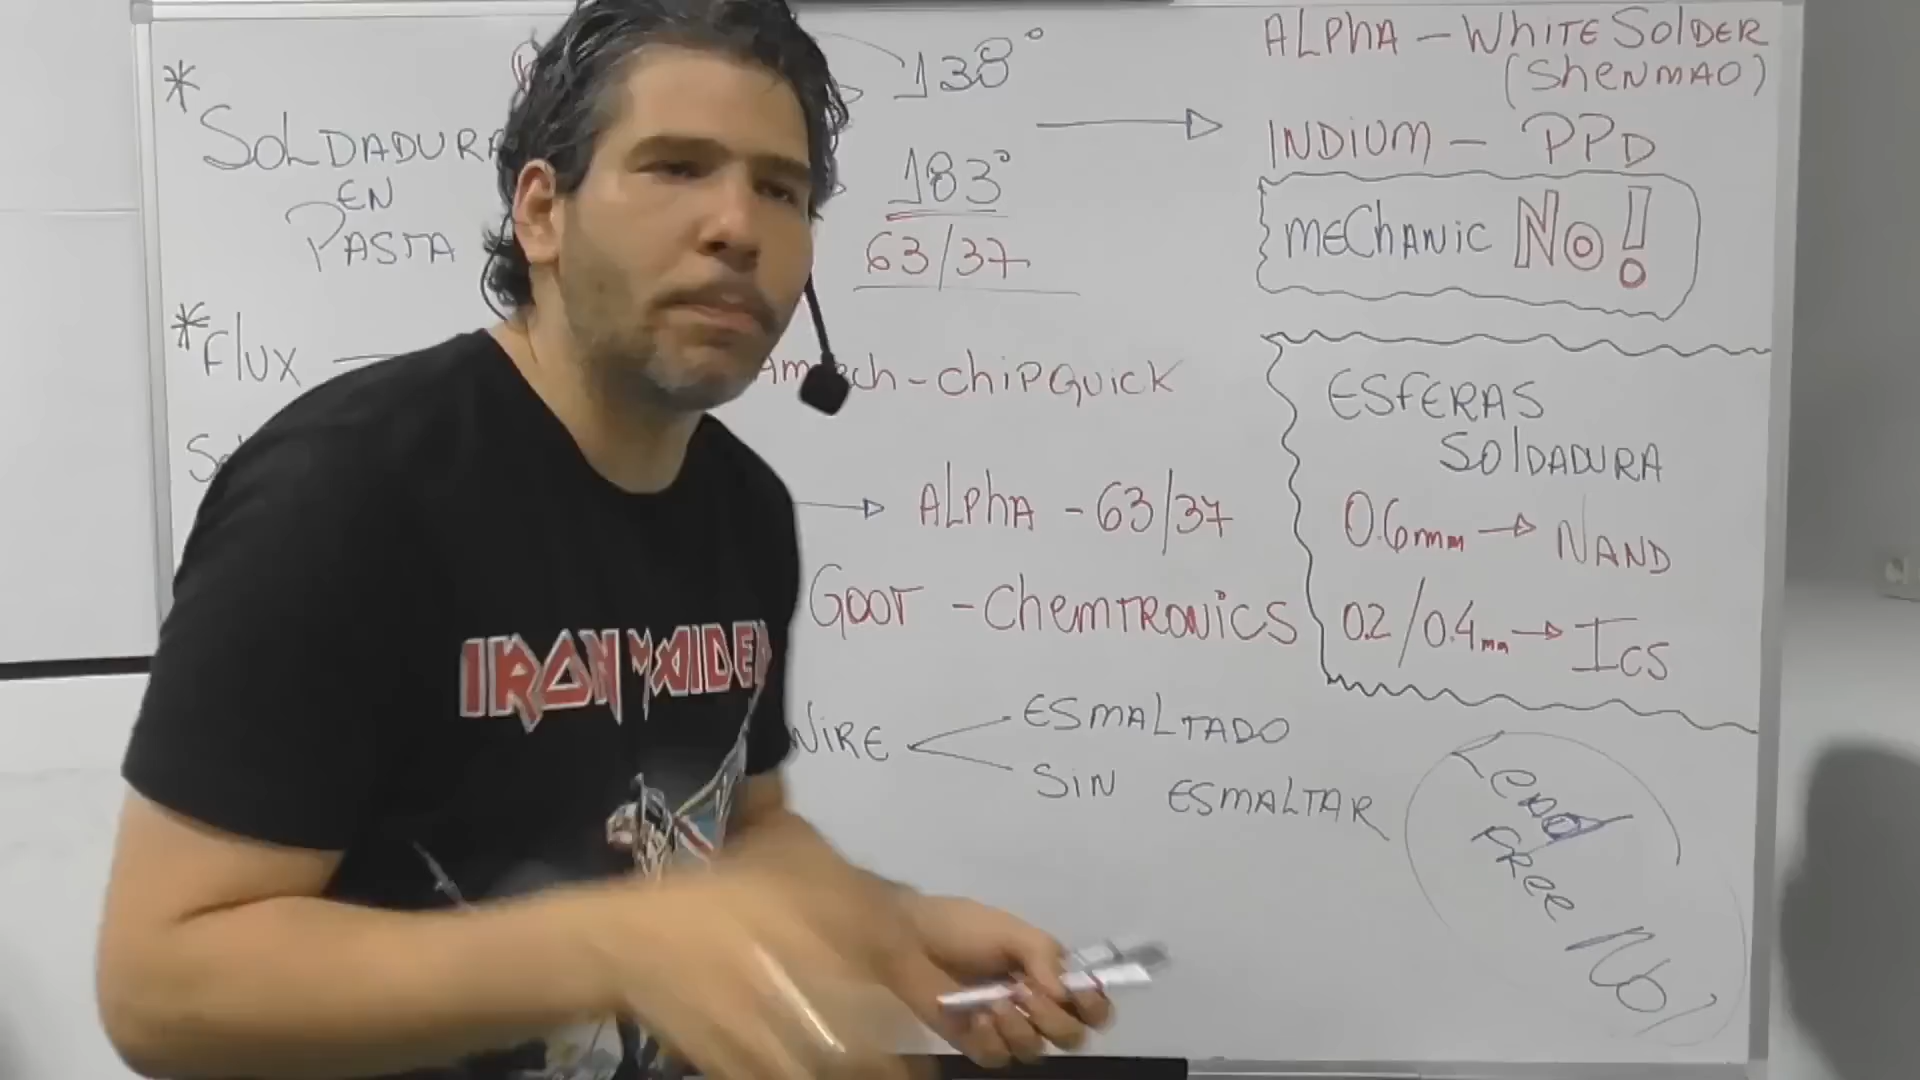 *
SOLDADURA
EN
PASTA
138°
183°
63/37
ALPHA - WHITE SOLDER
(SHENMAO)
INDIUM - PPD
MECHANIC NO!
*Flux
Amtech - CHIPQUICK
ESFERAS
SOLDADURA
0.6mm → NAND
0.2/0.4mm → ICS
ALPHA - 63/37
GOOT - CHEMTRONICS
WIRE
ESMALTADO
SIN ESMALTAR
Lead
Free
No
IRON MAIDEN